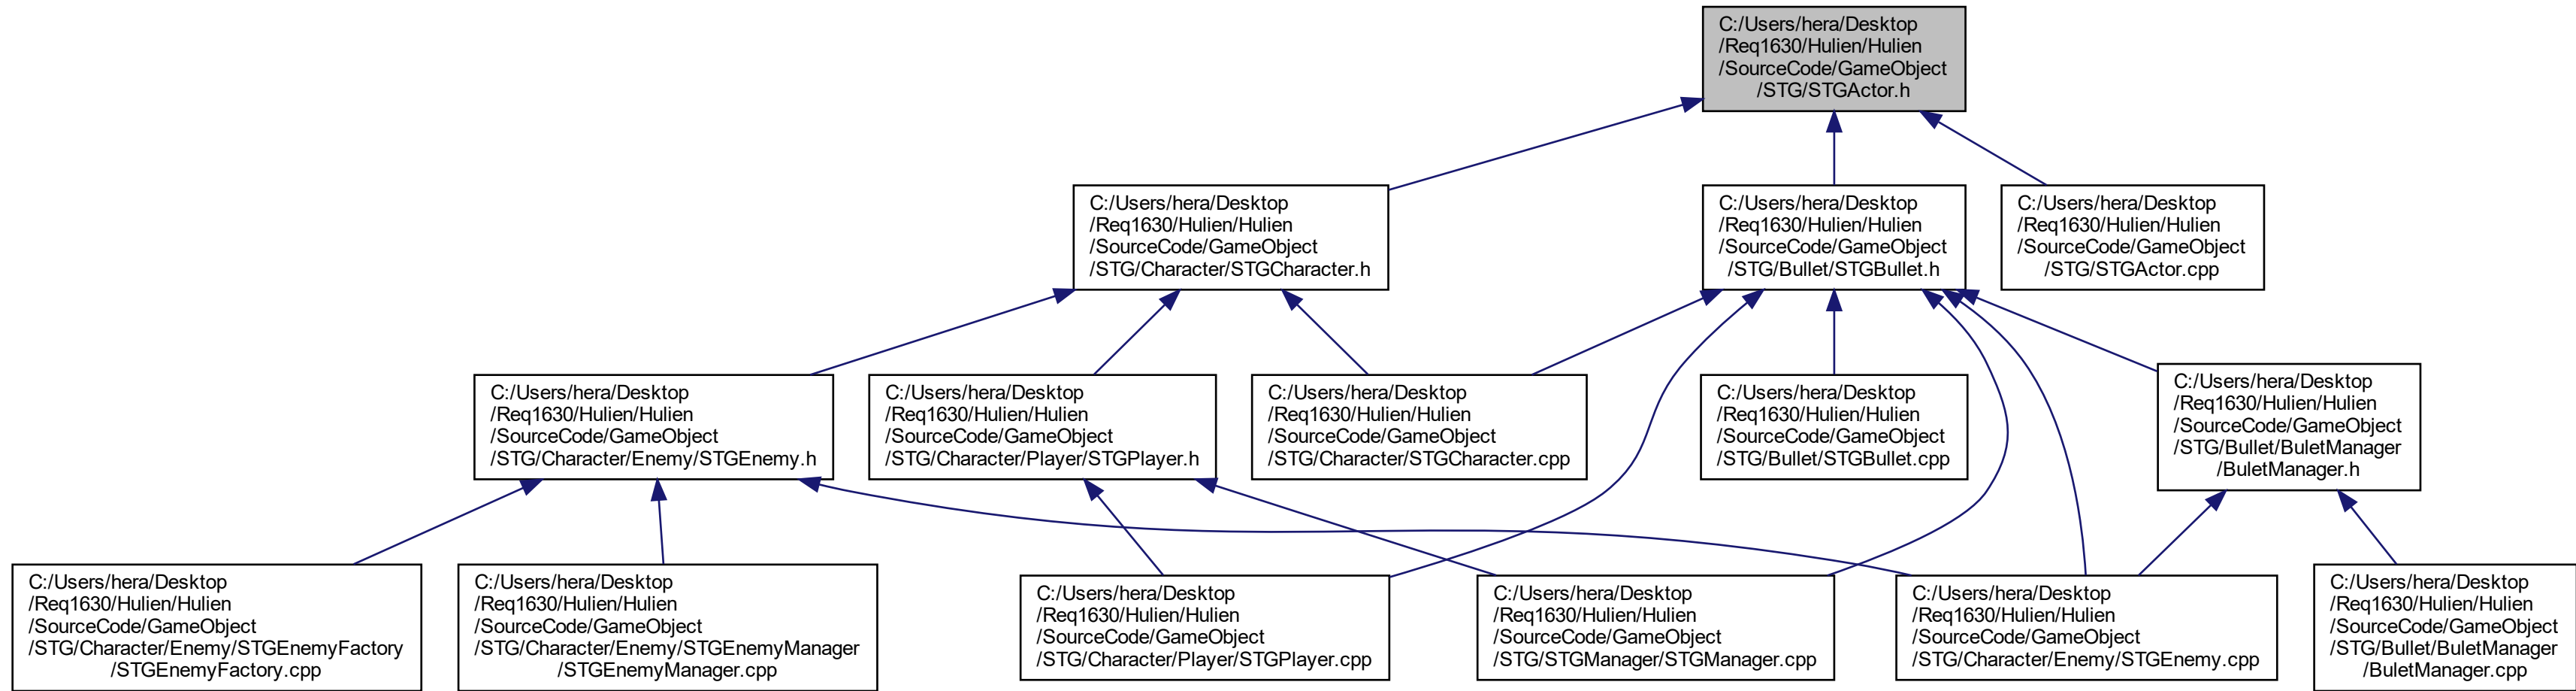 C:/Users/hera/Desktop
/Req1630/Hulien/Hulien
/SourceCode/GameObject
/STG/STGActor.h
C:/Users/hera/Desktop
/Req1630/Hulien/Hulien
/SourceCode/GameObject
/STG/Character/STGCharacter.h
C:/Users/hera/Desktop
/Req1630/Hulien/Hulien
/SourceCode/GameObject
/STG/Bullet/STGBullet.h
C:/Users/hera/Desktop
/Req1630/Hulien/Hulien
/SourceCode/GameObject
/STG/STGActor.cpp
C:/Users/hera/Desktop
/Req1630/Hulien/Hulien
/SourceCode/GameObject
/STG/Character/Enemy/STGEnemy.h
C:/Users/hera/Desktop
/Req1630/Hulien/Hulien
/SourceCode/GameObject
/STG/Character/Player/STGPlayer.h
C:/Users/hera/Desktop
/Req1630/Hulien/Hulien
/SourceCode/GameObject
/STG/Character/STGCharacter.cpp
C:/Users/hera/Desktop
/Req1630/Hulien/Hulien
/SourceCode/GameObject
/STG/Bullet/STGBullet.cpp
C:/Users/hera/Desktop
/Req1630/Hulien/Hulien
/SourceCode/GameObject
/STG/Bullet/BuletManager
/BuletManager.h
C:/Users/hera/Desktop
/Req1630/Hulien/Hulien
/SourceCode/GameObject
/STG/Character/Enemy/STGEnemyFactory
/STGEnemyFactory.cpp
C:/Users/hera/Desktop
/Req1630/Hulien/Hulien
/SourceCode/GameObject
/STG/Character/Enemy/STGEnemyManager
/STGEnemyManager.cpp
C:/Users/hera/Desktop
/Req1630/Hulien/Hulien
/SourceCode/GameObject
/STG/Character/Player/STGPlayer.cpp
C:/Users/hera/Desktop
/Req1630/Hulien/Hulien
/SourceCode/GameObject
/STG/STGManager/STGManager.cpp
C:/Users/hera/Desktop
/Req1630/Hulien/Hulien
/SourceCode/GameObject
/STG/Character/Enemy/STGEnemy.cpp
C:/Users/hera/Desktop
/Req1630/Hulien/Hulien
/SourceCode/GameObject
/STG/Bullet/BuletManager
/BuletManager.cpp